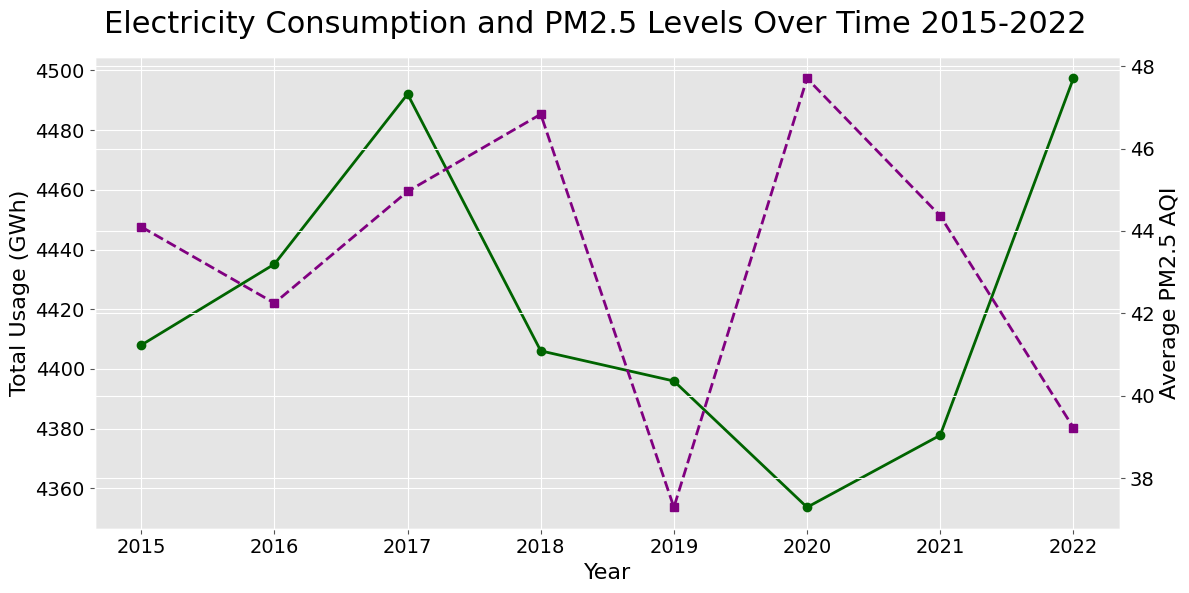 Electricity Consumption and PM2.5 Levels Over Time 2015-2022
Total Usage (GWh)
4500
4480
4460
4440
4420
4400
4380
4360
48
46
44
42
40
38
Average PM2.5 AQI
2015 2016 2017 2018 2019 2020 2021 2022
Year